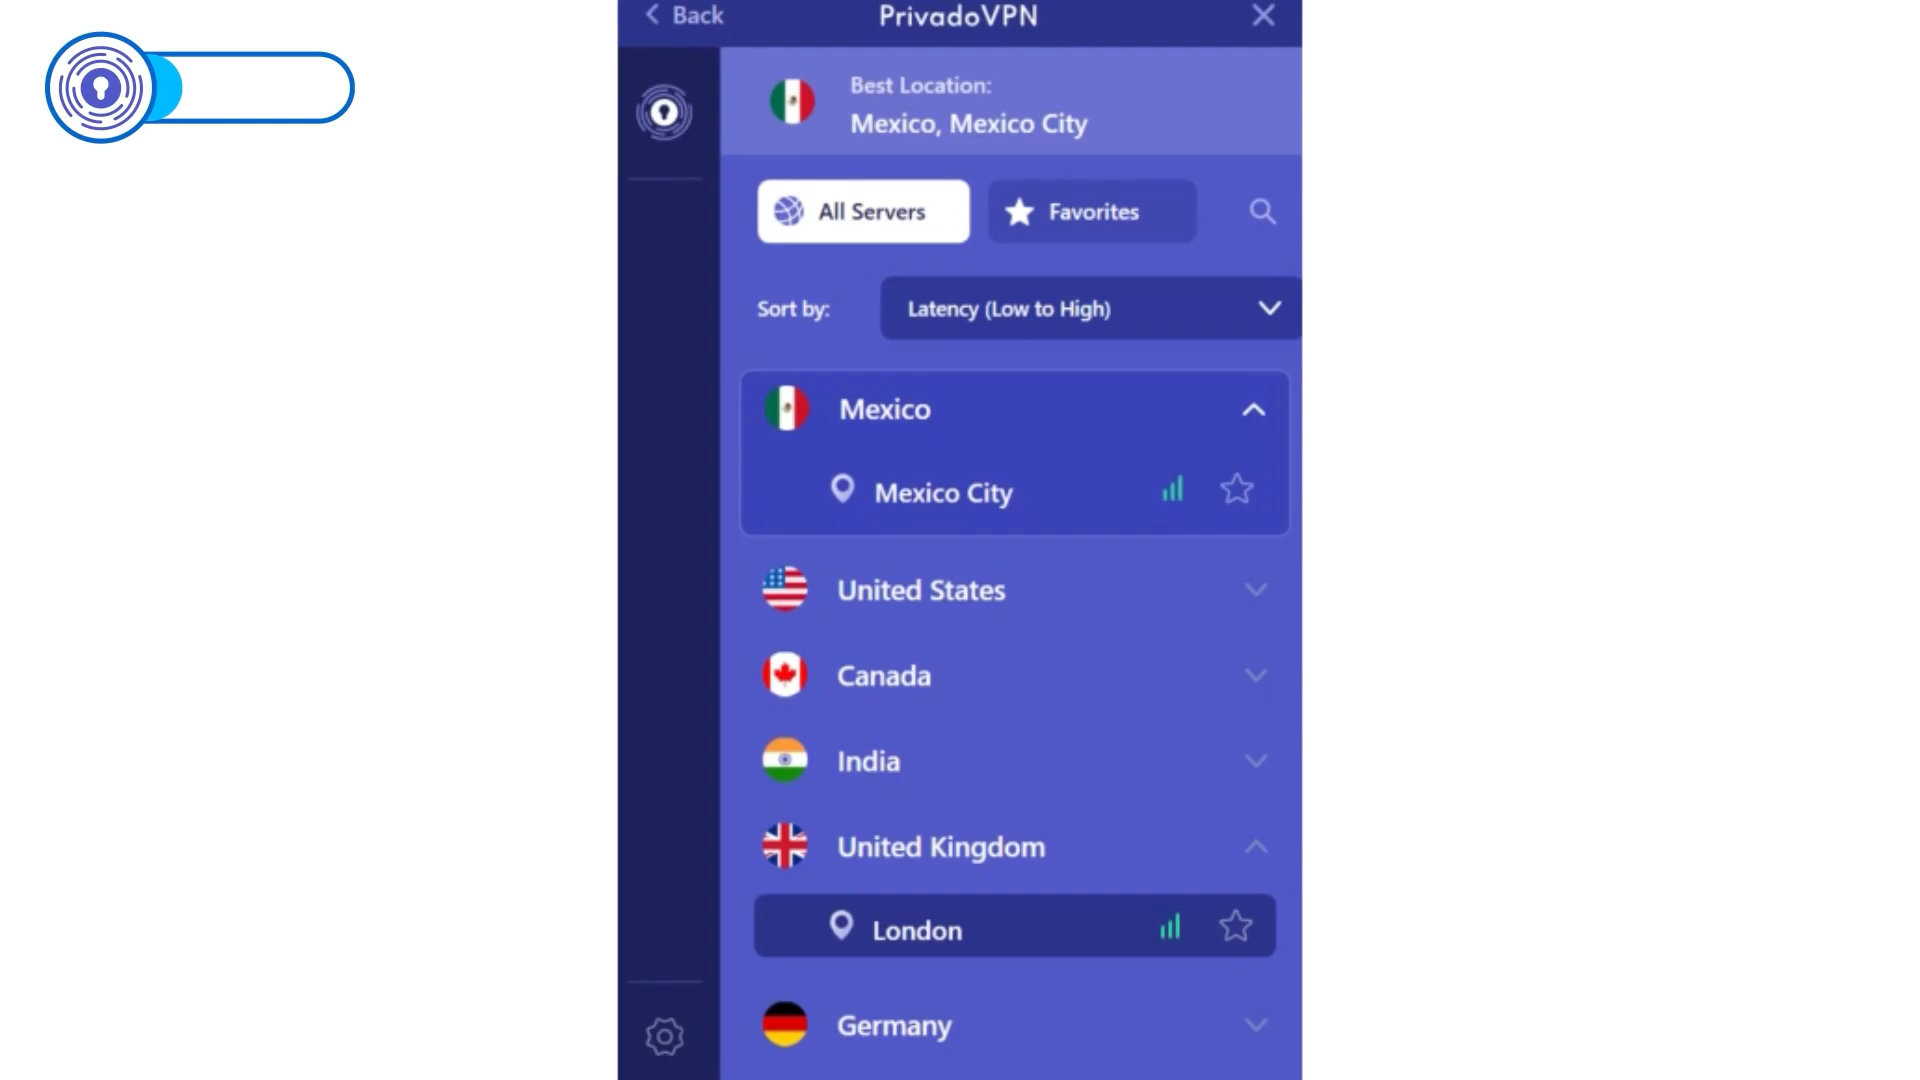 Back
PrivadoVPN
Best Location:
Mexico, Mexico City
All Servers
Favorites
Sort by:
Latency (Low to High)
Mexico
Mexico City
United States
Canada
India
United Kingdom
London
Germany